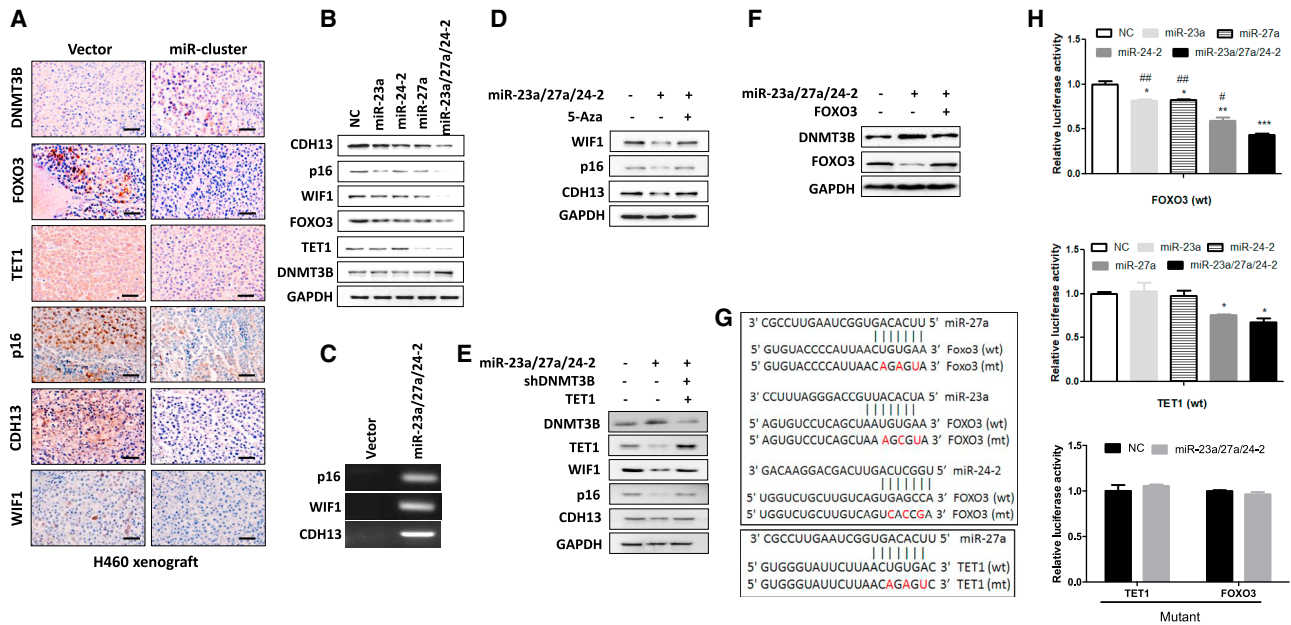 A
Vector
miR-cluster
DNMT3B
FOXO3
TET1
p16
CDH13
WIF1
H460 xenograft
B
NC
miR-23a
miR-24-2
miR-27a
miR-23a/27a/24-2
CDH13
p16
WIF1
FOXO3
TET1
DNMT3B
GAPDH
C
Vector
miR-23a/27a/24-2
p16
WIF1
CDH13
D
miR-23a/27a/24-2 - + +
5-Aza +
WIF1
p16
CDH13
GAPDH
E
miR-23a/27a/24-2 - + +
shDNMT3B +
TET1 +
DNMT3B
TET1
WIF1
p16
CDH13
GAPDH
F
miR-23a/27a/24-2 - + +
FOXO3 +
DNMT3B
FOXO3
GAPDH
G
3' CGCCUUGAAUCGGUGACACUU 5' miR-27a
5' GUGUACCCCAUUAACUGUGAA 3' Foxo3 (wt)
5' GUGUACCCCAUUAACAGAGUA 3' Foxo3 (mt)
3' CCUUUAGGGACCGUUACACUA 5' miR-23a
5' AGUGUCCUCAGCUAAUGUGAA 3' FOXO3 (wt)
5' AGUGUCCUCAGCUAA AGCGUA 3' FOXO3 (mt)
3' GACAAGGACGACUUGACUCGGU 5' miR-24-2
5' UGGUCUGCUUGUCAGUGAGCCA 3' FOXO3 (wt)
5' UGGUCUGCUUGUCAGUCACCGA 3' FOXO3 (mt)
3' CGCCUUGAAUCGGUGACACUU 5' miR-27a
5' GUGGGUAUUCUUAACUGUGAC 3' TET1 (wt)
5' GUGGGUAUUCUUAACAGAGUC 3' TET1 (mt)
H
NC miR-23a miR-27a
miR-24-2 miR-23a/27a/24-2
Relative luciferase activity
1.5
1.0
0.5
0.0
##
*
##
*
#
**
***
FOXO3 (wt)
NC miR-23a miR-24-2
miR-27a miR-23a/27a/24-2
Relative luciferase activity
1.5
1.0
0.5
0.0
*
*
TET1 (wt)
NC miR-23a/27a/24-2
Relative luciferase activity
1.5
1.0
0.5
0.0
TET1
FOXO3
Mutant